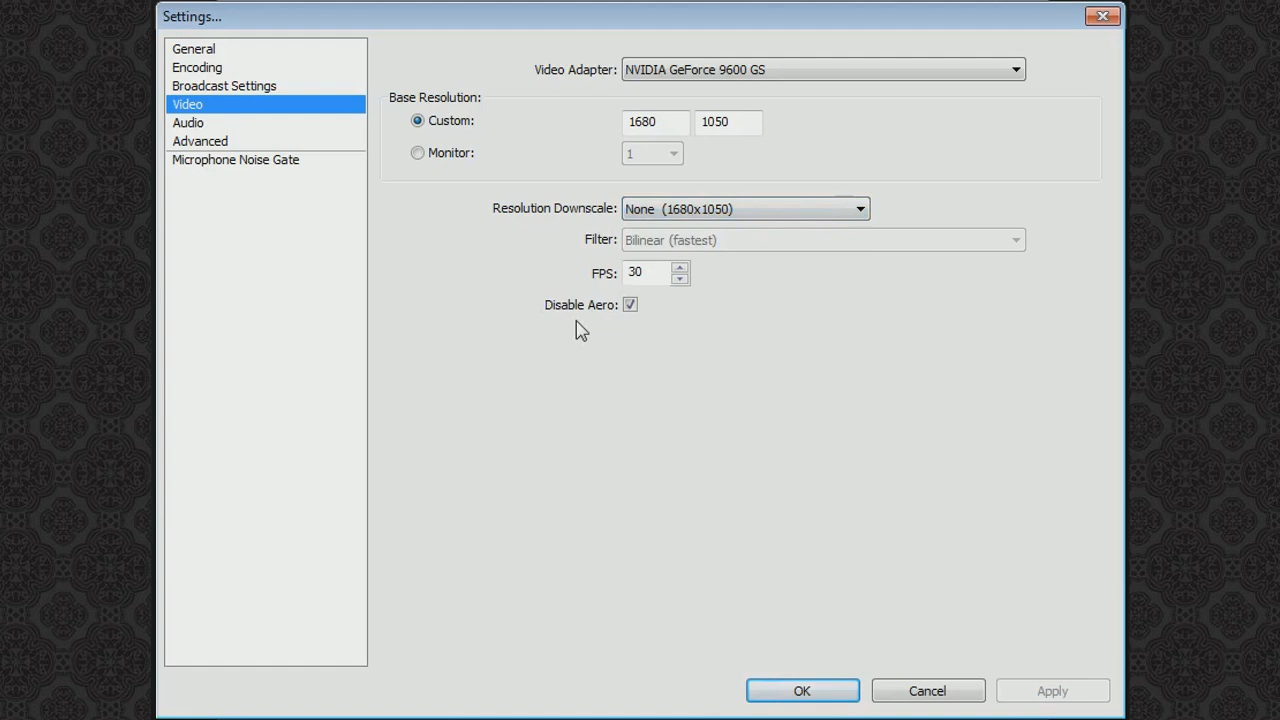 Settings...
General
Encoding
Broadcast Settings
Video
Audio
Advanced
Microphone Noise Gate
Video Adapter: NVIDIA GeForce 9600 GS
Base Resolution:
Custom: 1680 1050
Monitor: 1
Resolution Downscale: None (1680x1050)
Filter: Bilinear (fastest)
FPS: 30
Disable Aero:
OK Cancel Apply